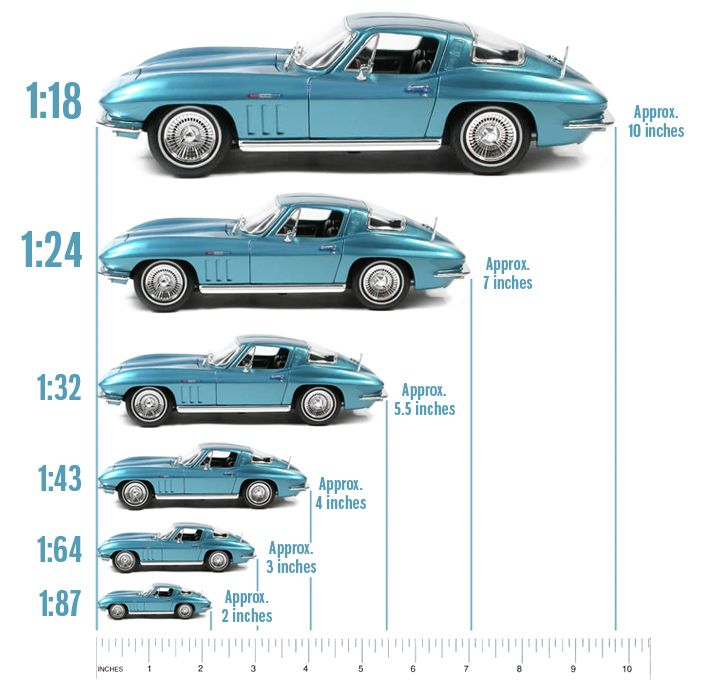 1:18
Approx.
10 inches
1:24
Approx.
7 inches
1:32
Approx.
5.5 inches
1:43
Approx.
4 inches
1:64
Approx.
3 inches
1:87
Approx.
2 inches
INCHES 1 2 3 4 5 6 7 8 9 10